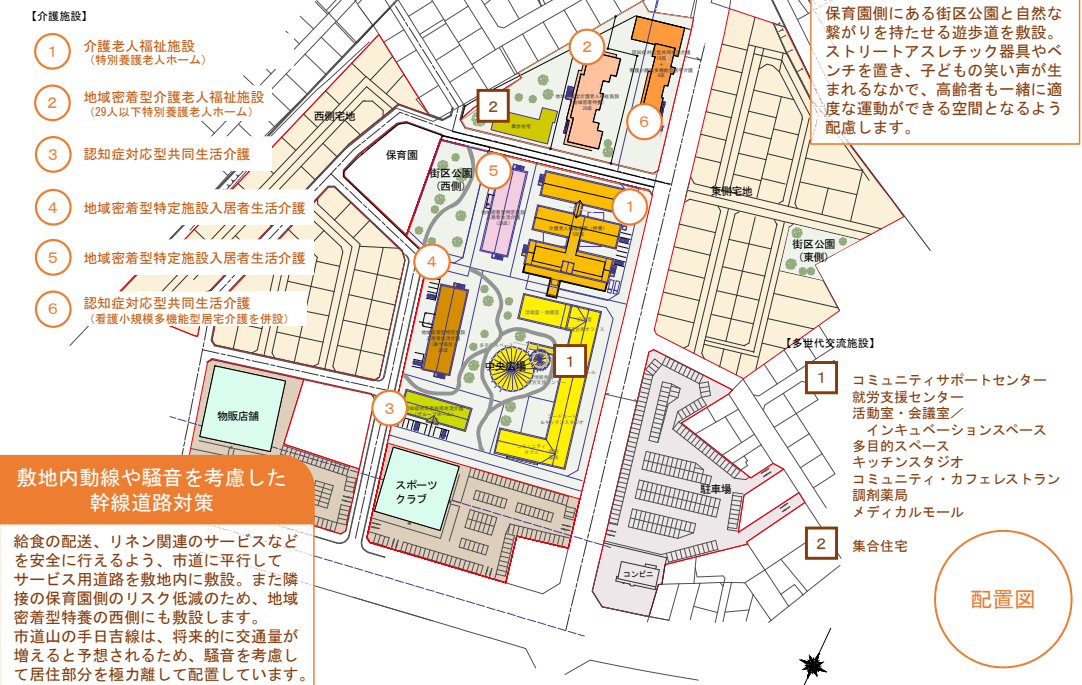 【介護施設】
1 介護老人福祉施設
（特別養護老人ホーム）
2 地域密着型介護老人福祉施設
（29人以下特別養護老人ホーム）
3 認知症対応型共同生活介護
4 地域密着型特定施設入居者生活介護
5 地域密着型特定施設入居者生活介護
6 認知症対応型共同生活介護
（看護小規模多機能型居宅介護を併設）
保育園側にある街区公園と自然な
繋がりを持たせる遊歩道を敷設。
ストリートアスレチック器具やベ
ンチを置き、子どもの笑い声が生
まれるなかで、高齢者も一緒に適
度な運動ができる空間となるよう
配慮します。
2
6
2
集合住宅
西側宅地
保育園
街区公園
（西側）
5
1
東側宅地
街区公園
（東側）
4
活動室・会議室
中央広場
1
3
物販店舗
スポーツ
クラブ
駐車場
コンビニ
【多世代交流施設】
1
コミュニティサポートセンター
就労支援センター
活動室・会議室／
インキュベーションスペース
多目的スペース
キッチンスタジオ
コミュニティ・カフェレストラン
調剤薬局
メディカルモール
2 集合住宅
敷地内動線や騒音を考慮した
幹線道路対策
給食の配送、リネン関連のサービスなど
を安全に行えるよう、市道に平行して
サービス用道路を敷地内に敷設。また隣
接の保育園側のリスク低減のため、地域
密着型特養の西側にも敷設します。
市道山の手日吉線は、将来的に交通量が
増えると予想されるため、騒音を考慮し
て居住部分を極力離して配置しています。
配置図